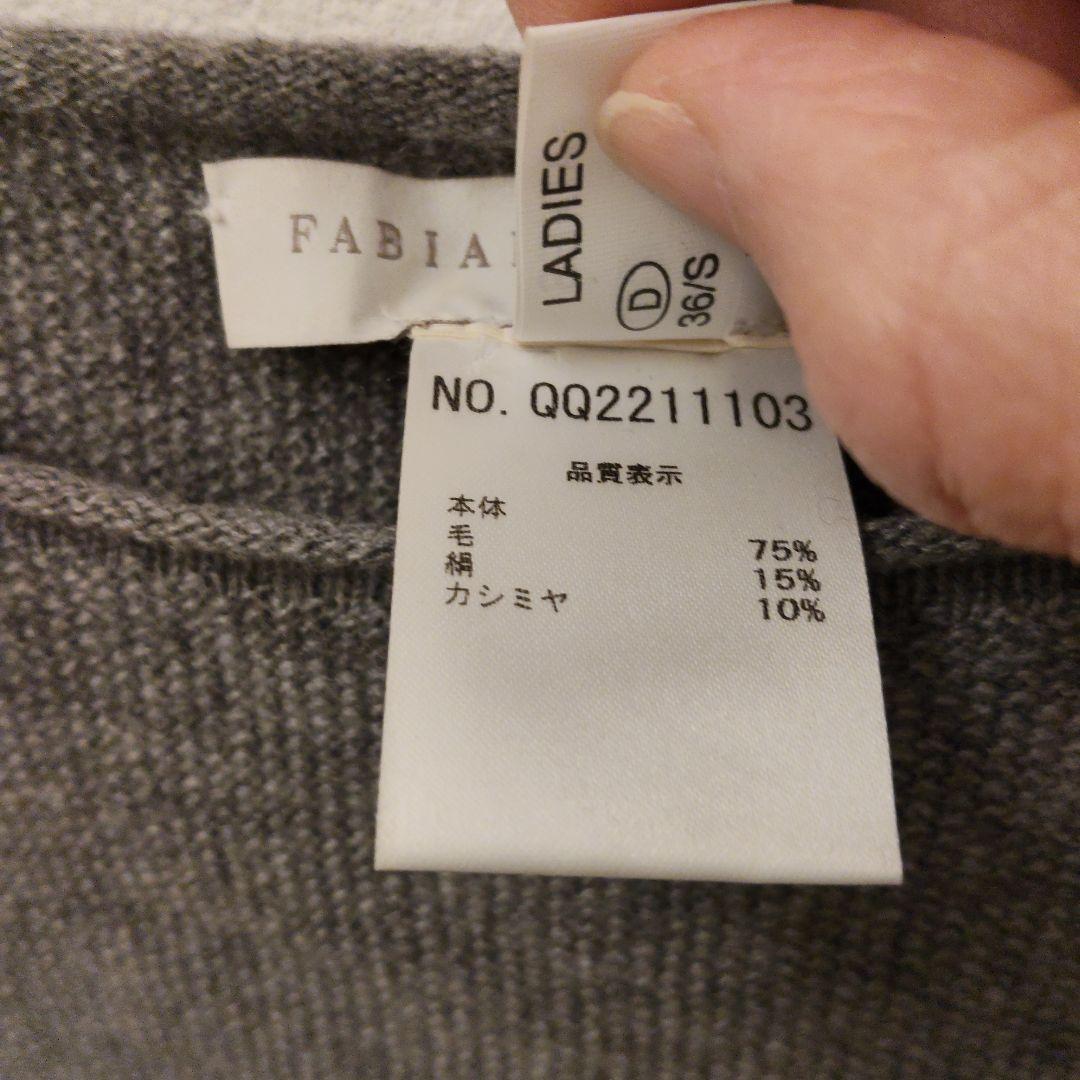 FABIA
LADIES
D
36/S
NO. QQ2211103
品質表示
本体
毛 75%
絹 15%
カシミヤ 10%